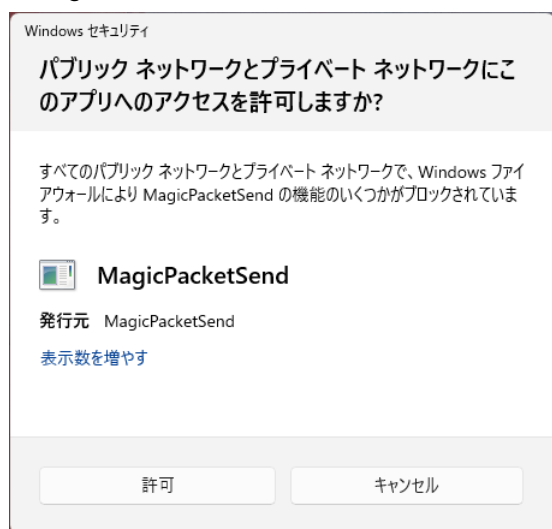 Windows セキュリティ
パブリック ネットワークとプライベート ネットワークにこ
のアプリへのアクセスを許可しますか?
すべてのパブリック ネットワークとプライベート ネットワークで、Windows ファイ
アウォールにより MagicPacketSend の機能のいくつかがブロックされていま
す。
MagicPacketSend
発行元 MagicPacketSend
表示数を増やす
許可 キャンセル